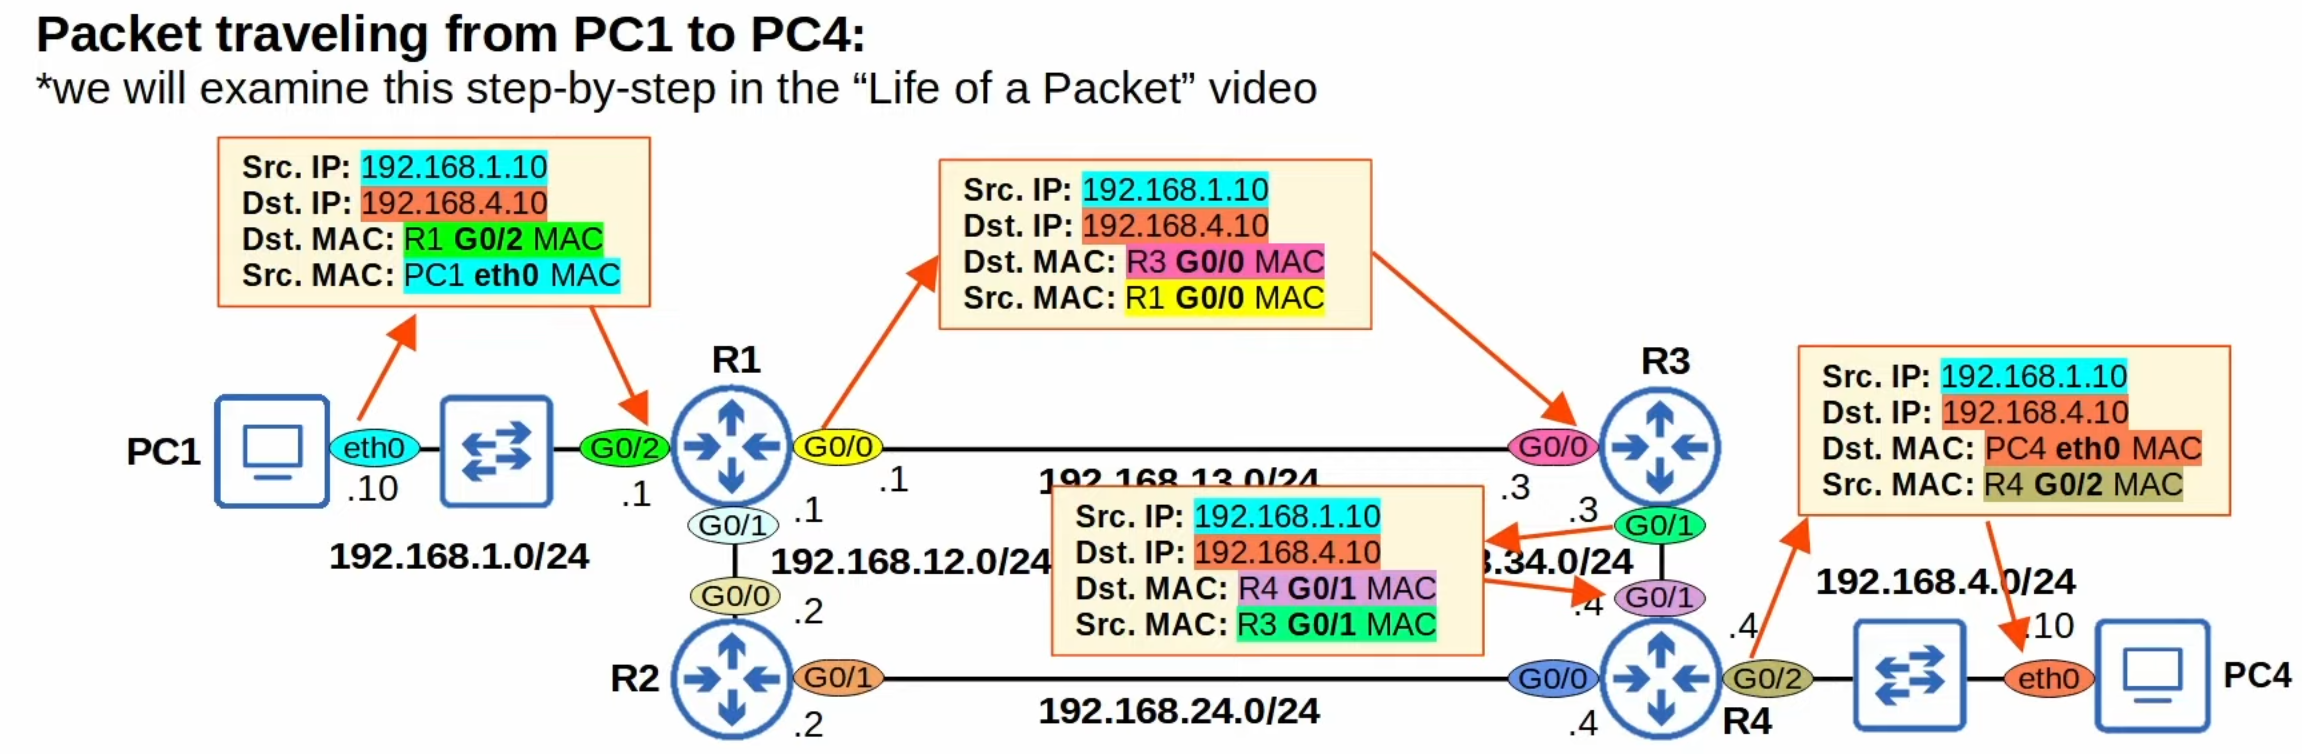 Packet traveling from PC1 to PC4:
*we will examine this step-by-step in the “Life of a Packet” video
Src. IP: 192.168.1.10
Dst. IP: 192.168.4.10
Dst. MAC: R1 G0/2 MAC
Src. MAC: PC1 eth0 MAC
Src. IP: 192.168.1.10
Dst. IP: 192.168.4.10
Dst. MAC: R3 G0/0 MAC
Src. MAC: R1 G0/0 MAC
R1
R3
Src. IP: 192.168.1.10
Dst. IP: 192.168.4.10
Dst. MAC: PC4 eth0 MAC
Src. MAC: R4 G0/2 MAC
PC1
eth0
G0/2
G0/0
G0/0
.10
.1
.1
192.168.13.0/24
.3
.1
.3
G0/1
G0/1
192.168.1.0/24
192.168.12.0/24
Src. IP: 192.168.1.10
Dst. IP: 192.168.4.10
Dst. MAC: R4 G0/1 MAC
Src. MAC: R3 G0/1 MAC
3.34.0/24
192.168.4.0/24
G0/0
.2
.4
G0/1
.4
.10
R2
G0/1
G0/0
G0/2
eth0
PC4
.2
192.168.24.0/24
.4
R4